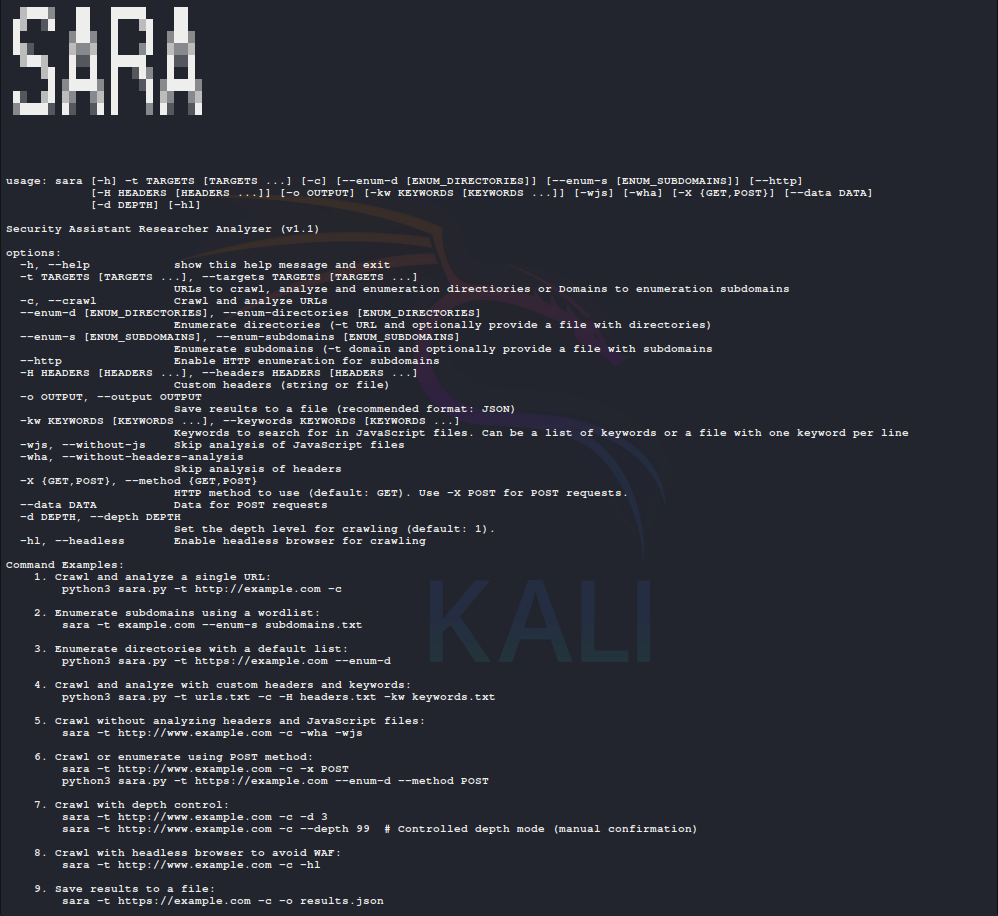 SARA
usage: sara [-h] -t TARGETS [TARGETS ...] [-c] [--enum-d [ENUM_DIRECTORIES]] [--enum-s [ENUM_SUBDOMAINS]] [--http]
[-H HEADERS [HEADERS ...]] [-o OUTPUT] [-kw KEYWORDS [KEYWORDS ...]] [-wjs] [-wha] [-X {GET,POST}] [--data DATA]
[-d DEPTH] [-hl]
Security Assistant Researcher Analyzer (v1.1)
options:
-h, --help show this help message and exit
-t TARGETS [TARGETS ...], --targets TARGETS [TARGETS ...]
URLs to crawl, analyze and enumeration directiories or Domains to enumeration subdomains
-c, --crawl Crawl and analyze URLs
--enum-d [ENUM_DIRECTORIES], --enum-directories [ENUM_DIRECTORIES]
Enumerate directories (-t URL and optionally provide a file with directories)
--enum-s [ENUM_SUBDOMAINS], --enum-subdomains [ENUM_SUBDOMAINS]
Enumerate subdomains (-t domain and optionally provide a file with subdomains
--http Enable HTTP enumeration for subdomains
-H HEADERS [HEADERS ...], --headers HEADERS [HEADERS ...]
Custom headers (string or file)
-o OUTPUT, --output OUTPUT
Save results to a file (recommended format: JSON)
-kw KEYWORDS [KEYWORDS ...], --keywords KEYWORDS [KEYWORDS ...]
Keywords to search for in JavaScript files. Can be a list of keywords or a file with one keyword per line
-wjs, --without-js Skip analysis of JavaScript files
-wha, --without-headers-analysis
Skip analysis of headers
-X {GET,POST}, --method {GET,POST}
HTTP method to use (default: GET). Use -X POST for POST requests.
--data DATA Data for POST requests
-d DEPTH, --depth DEPTH
Set the depth level for crawling (default: 1).
-hl, --headless Enable headless browser for crawling
Command Examples:
1. Crawl and analyze a single URL:
python3 sara.py -t http://example.com -c
2. Enumerate subdomains using a wordlist:
sara -t example.com --enum-s subdomains.txt
3. Enumerate directories with a default list:
python3 sara.py -t https://example.com --enum-d
4. Crawl and analyze with custom headers and keywords:
python3 sara.py -t urls.txt -c -H headers.txt -kw keywords.txt
5. Crawl without analyzing headers and JavaScript files:
sara -t http://www.example.com -c -wha -wjs
6. Crawl or enumerate using POST method:
sara -t http://www.example.com -c -x POST
python3 sara.py -t https://example.com --enum-d --method POST
7. Crawl with depth control:
sara -t http://www.example.com -c -d 3
sara -t http://www.example.com -c --depth 99 # Controlled depth mode (manual confirmation)
8. Crawl with headless browser to avoid WAF:
sara -t http://www.example.com -c -hl
9. Save results to a file:
sara -t https://example.com -c -o results.json
KALI